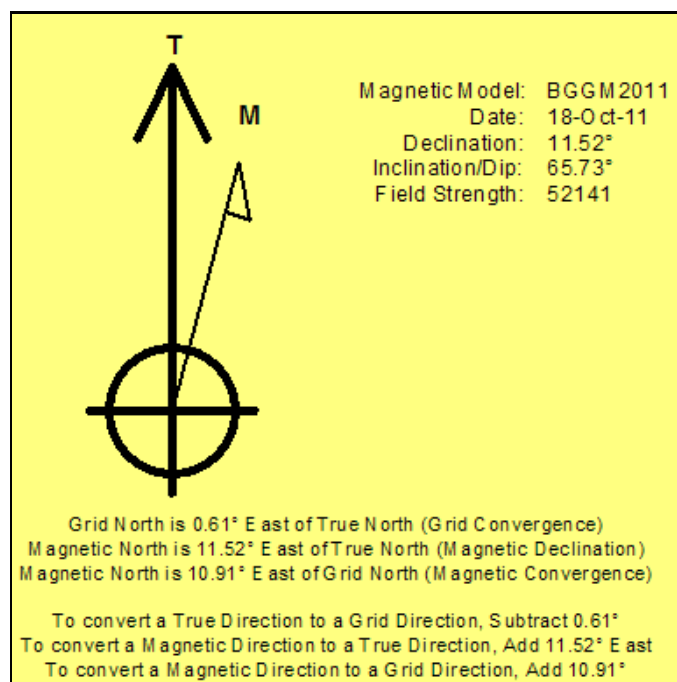 T
M
Magnetic Model: BGGM2011
Date: 18-Oct-11
Declination: 11.52°
Inclination/Dip: 65.73°
Field Strength: 52141
Grid North is 0.61° East of True North (Grid Convergence)
Magnetic North is 11.52° East of True North (Magnetic Declination)
Magnetic North is 10.91° East of Grid North (Magnetic Convergence)
To convert a True Direction to a Grid Direction, Subtract 0.61°
To convert a Magnetic Direction to a True Direction, Add 11.52° East
To convert a Magnetic Direction to a Grid Direction, Add 10.91°